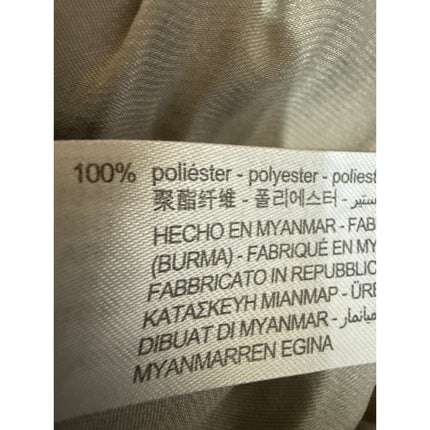 100% poliéster - polyester - poliest
聚酯纤维 - 폴리에스터 - ستير
HECHO EN MYANMAR - FAB
(BURMA) - FABRIQUÉ EN MY
FABBRICATO IN REPUBBLIC
ΚΑΤΑΣΚΕΥΗ ΜΙΑΝΜΑΡ - ÜRE
DIBUAT DI MYANMAR - ميانمار
MYANMARREN EGINA